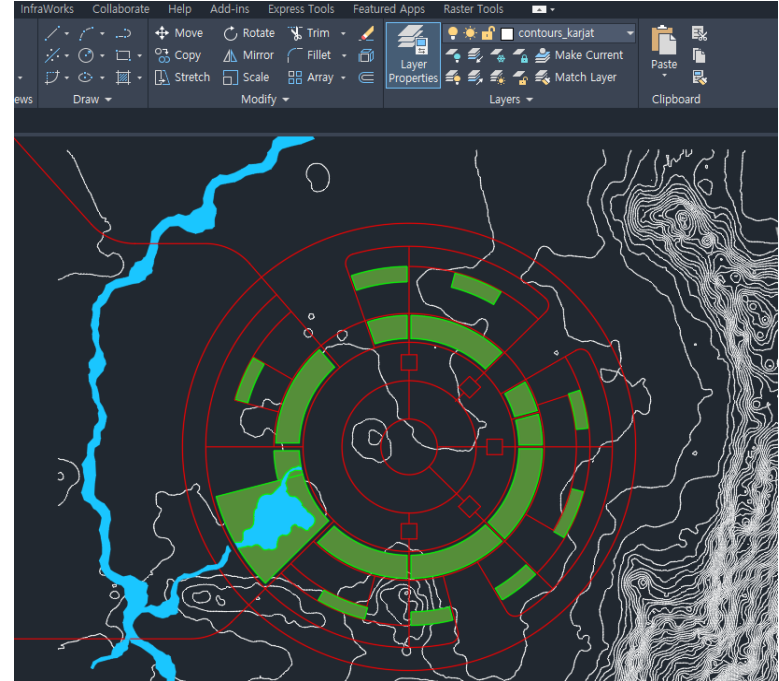 InfraWorks Collaborate Help Add-ins Express Tools Featured Apps Raster Tools
Move Rotate Trim
Copy Mirror Fillet
Stretch Scale Array
Layer Properties
contours_karjat
Make Current
Match Layer
Paste
ews Draw Modify Layers Clipboard